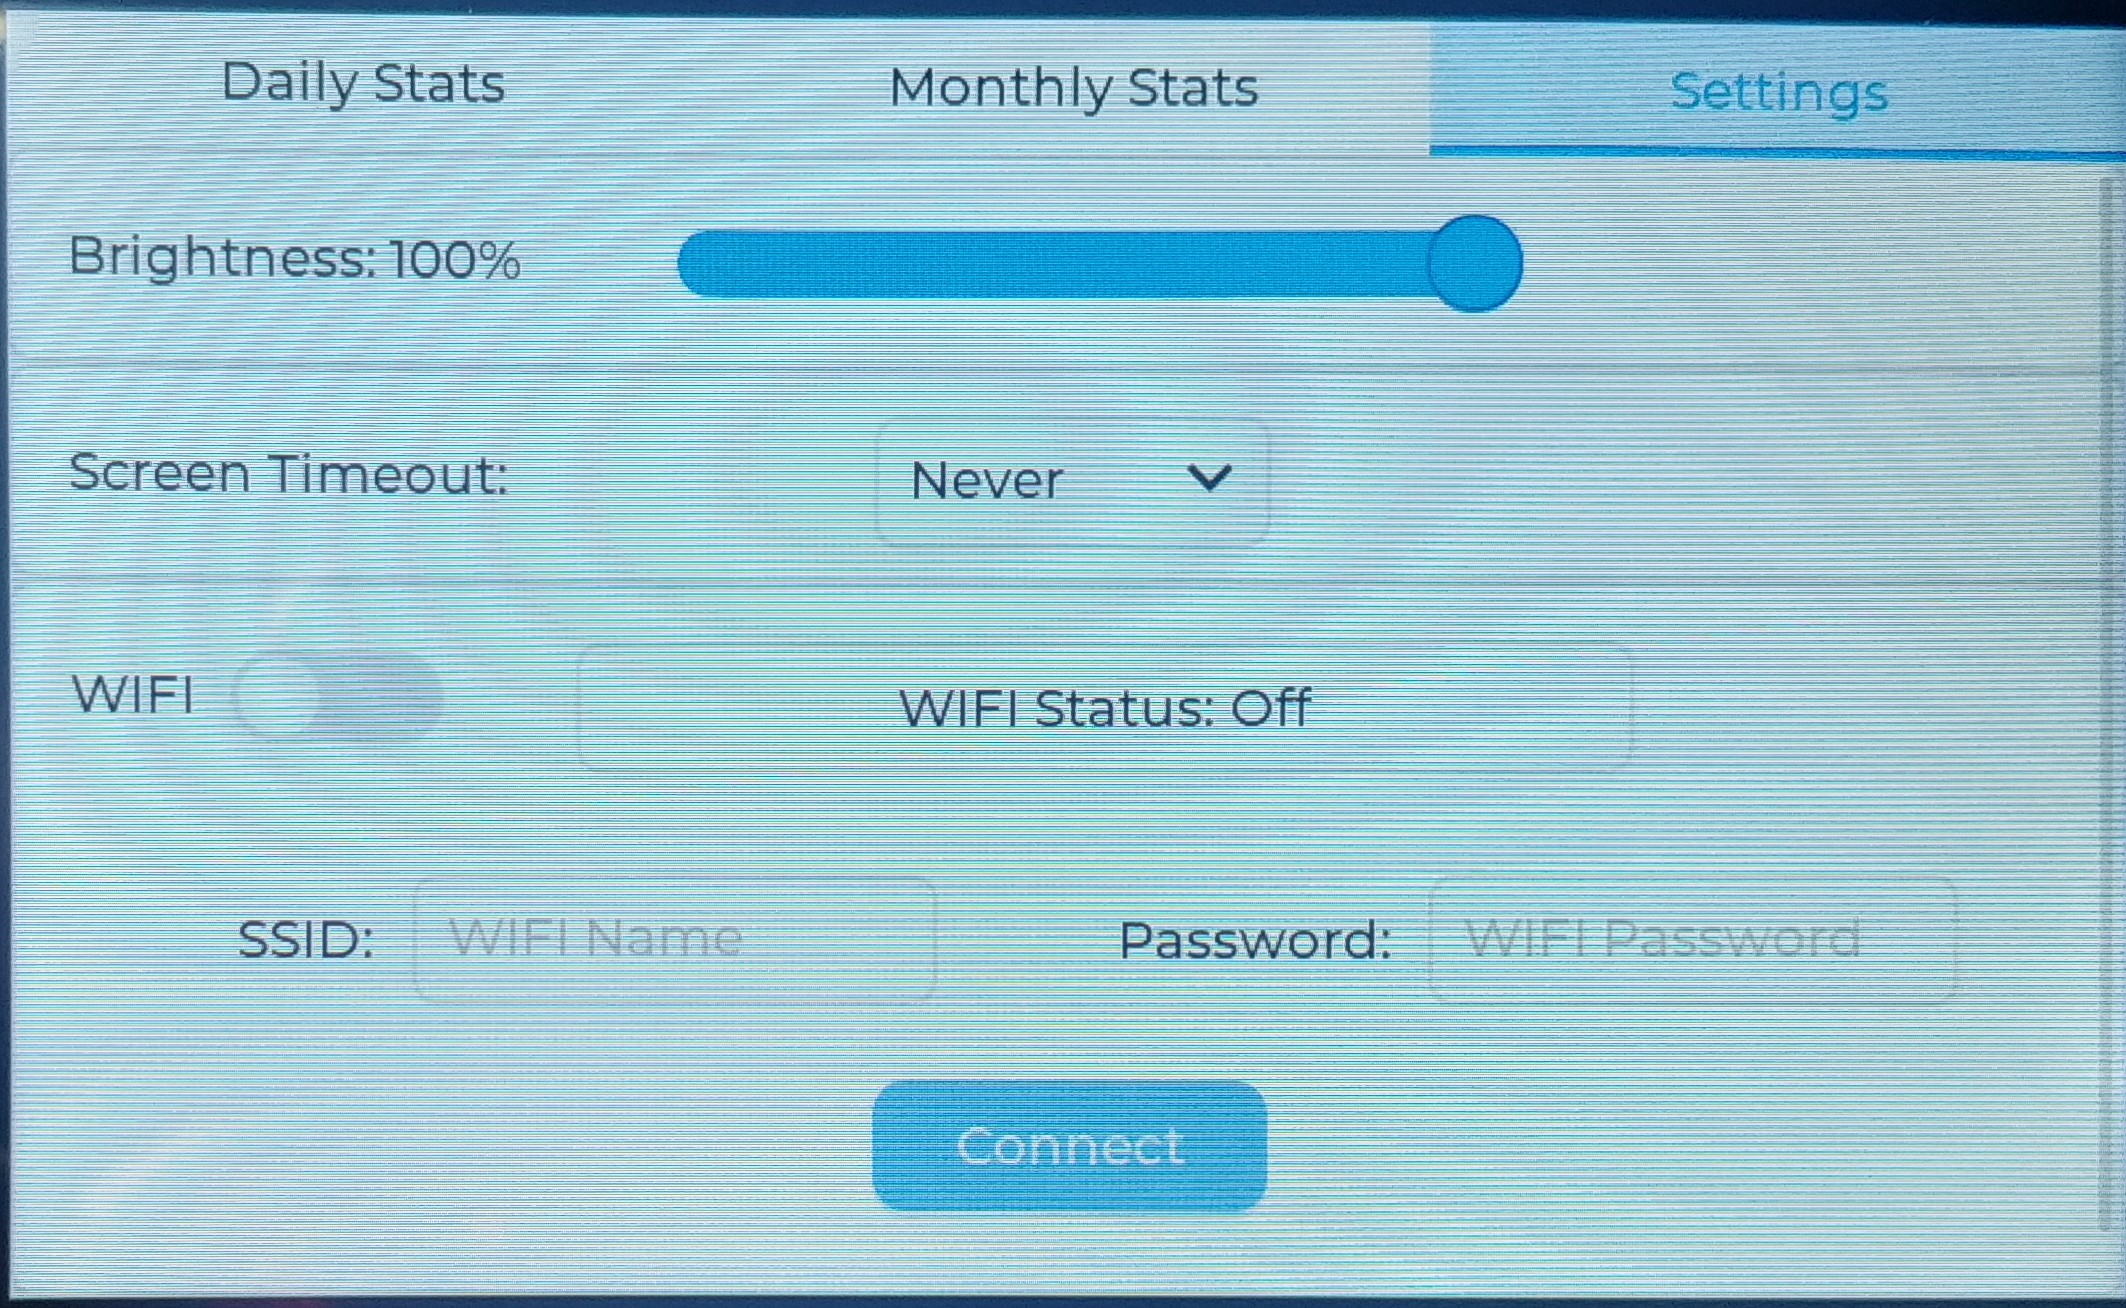 Daily Stats Monthly Stats Settings
Brightness: 100%
Screen Timeout: Never
WIFI WIFI Status: Off
SSID: WIFI Name Password: WIFI Password
Connect